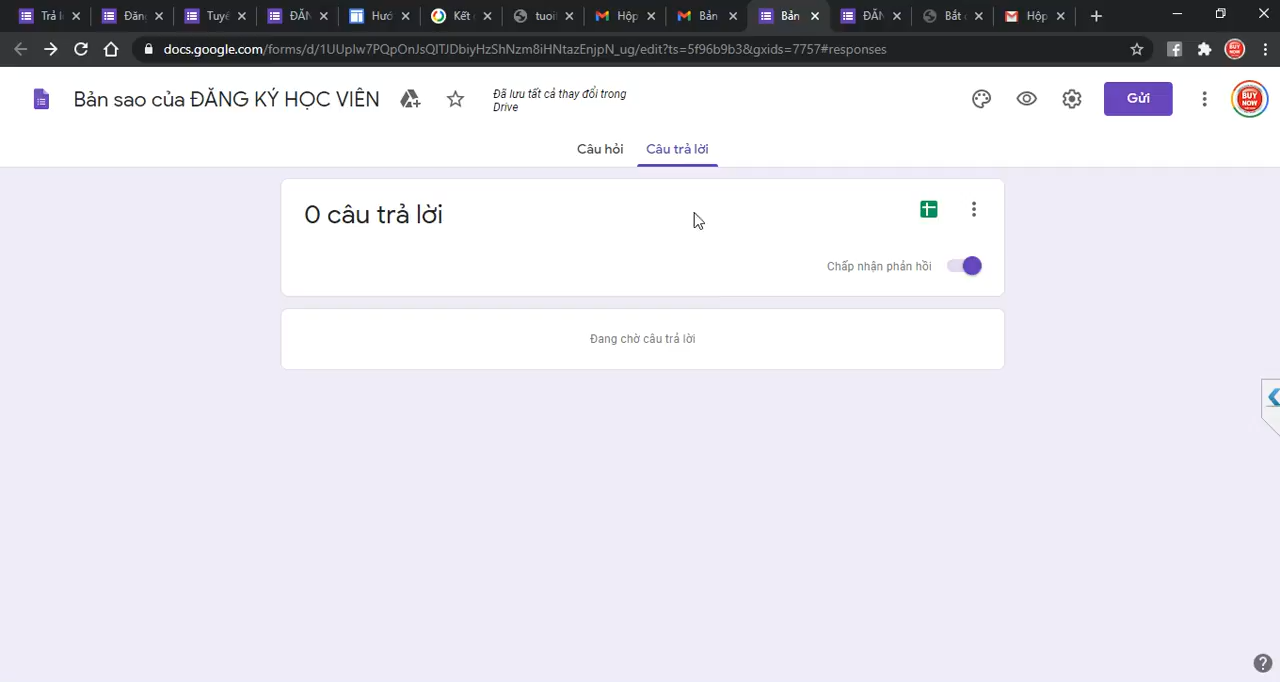 Trả l
Đăng
Tuyể
ĐĂN
Hướ
Kết
tuoi
Hộp
Bản
Bản
ĐĂN
Bắt
Hộp
docs.google.com/forms/d/1UUpIw7PQpOnJsQITJDbiyHzShNzm8iHNtazEnjpN_ug/edit?ts=5f96b9b3&gxids=7757#responses
Bản sao của ĐĂNG KÝ HỌC VIÊN
Đã lưu tất cả thay đổi trong
Drive
Gửi
BUY
NOW
Câu hỏi
Câu trả lời
0 câu trả lời
Chấp nhận phản hồi
Đang chờ câu trả lời